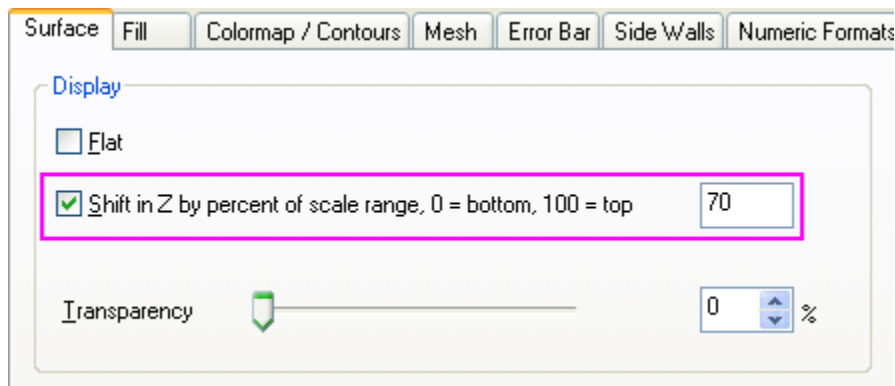 Surface Fill Colormap / Contours Mesh Error Bar Side Walls Numeric Formats
Display
Flat
Shift in Z by percent of scale range, 0 = bottom, 100 = top 70
Transparency 0 %